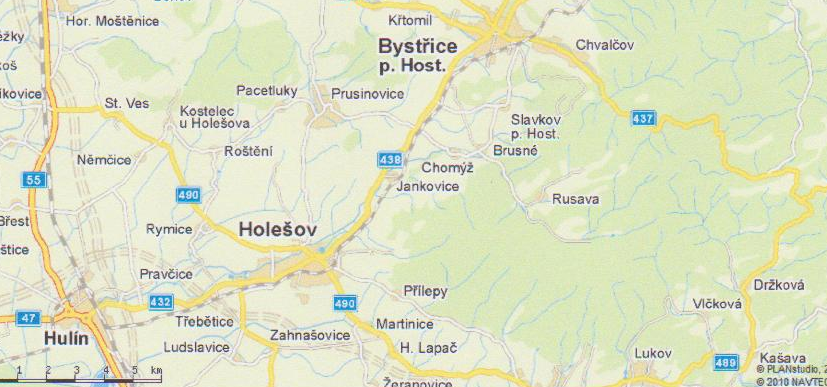 Hor. Moštěnice
Křtomil
Bystřice
p. Host.
Chvalčov
St. Ves
Pacetluky
Prusinovice
Kostelec
u Holešova
Slavkov
p. Host.
437
Roštění
Brusné
438
Chomýž
Němčice
55
490
Jankovice
Rusava
Rymice
Holešov
Pravčice
Držková
432
490
Přílepy
Vlčková
47
Třebětice
Martinice
Hulín
Zahnašovice
Ludslavice
H. Lapač
Lukov
489
Kašava
1 2 3 4 5 km
Žeranovice
© PLANstudio, 2